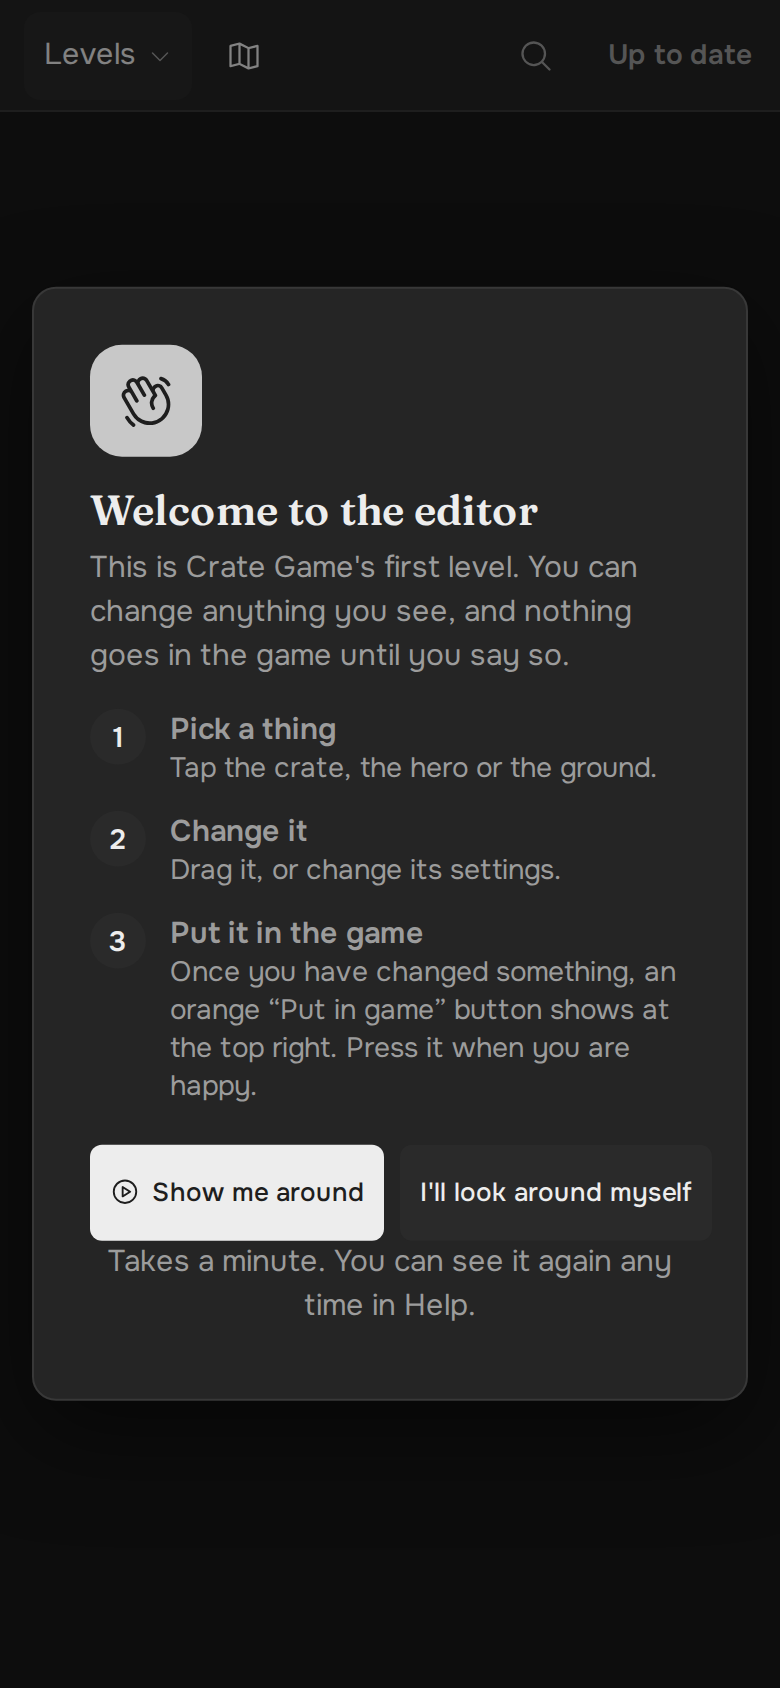 Levels
Up to date
Welcome to the editor
This is Crate Game's first level. You can
change anything you see, and nothing
goes in the game until you say so.
1
Pick a thing
Tap the crate, the hero or the ground.
2
Change it
Drag it, or change its settings.
3
Put it in the game
Once you have changed something, an
orange “Put in game” button shows at
the top right. Press it when you are
happy.
Show me around
I'll look around myself
Takes a minute. You can see it again any
time in Help.